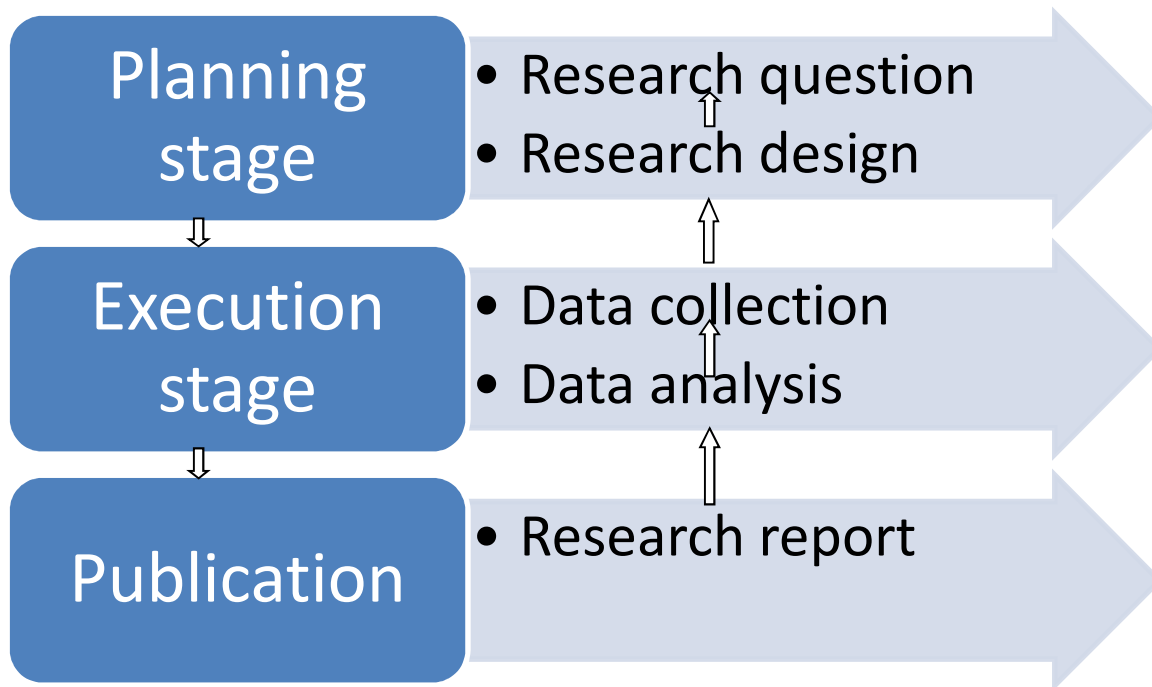 Planning
stage
• Research question
• Research design
Execution
stage
• Data collection
• Data analysis
Publication
• Research report